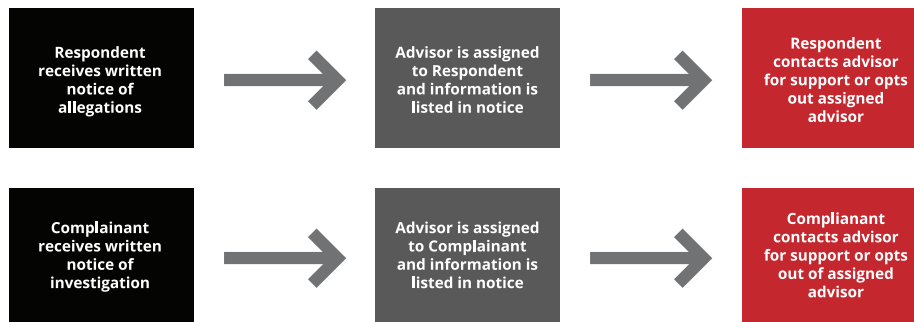 Respondent
receives written
notice of
allegations
Advisor is assigned
to Respondent
and information is
listed in notice
Respondent
contacts advisor
for support or opts
out assigned
advisor
Complainant
receives written
notice of
investigation
Advisor is assigned
to Complainant
and information is
listed in notice
Complianant
contacts advisor
for support or opts
out of assigned
advisor